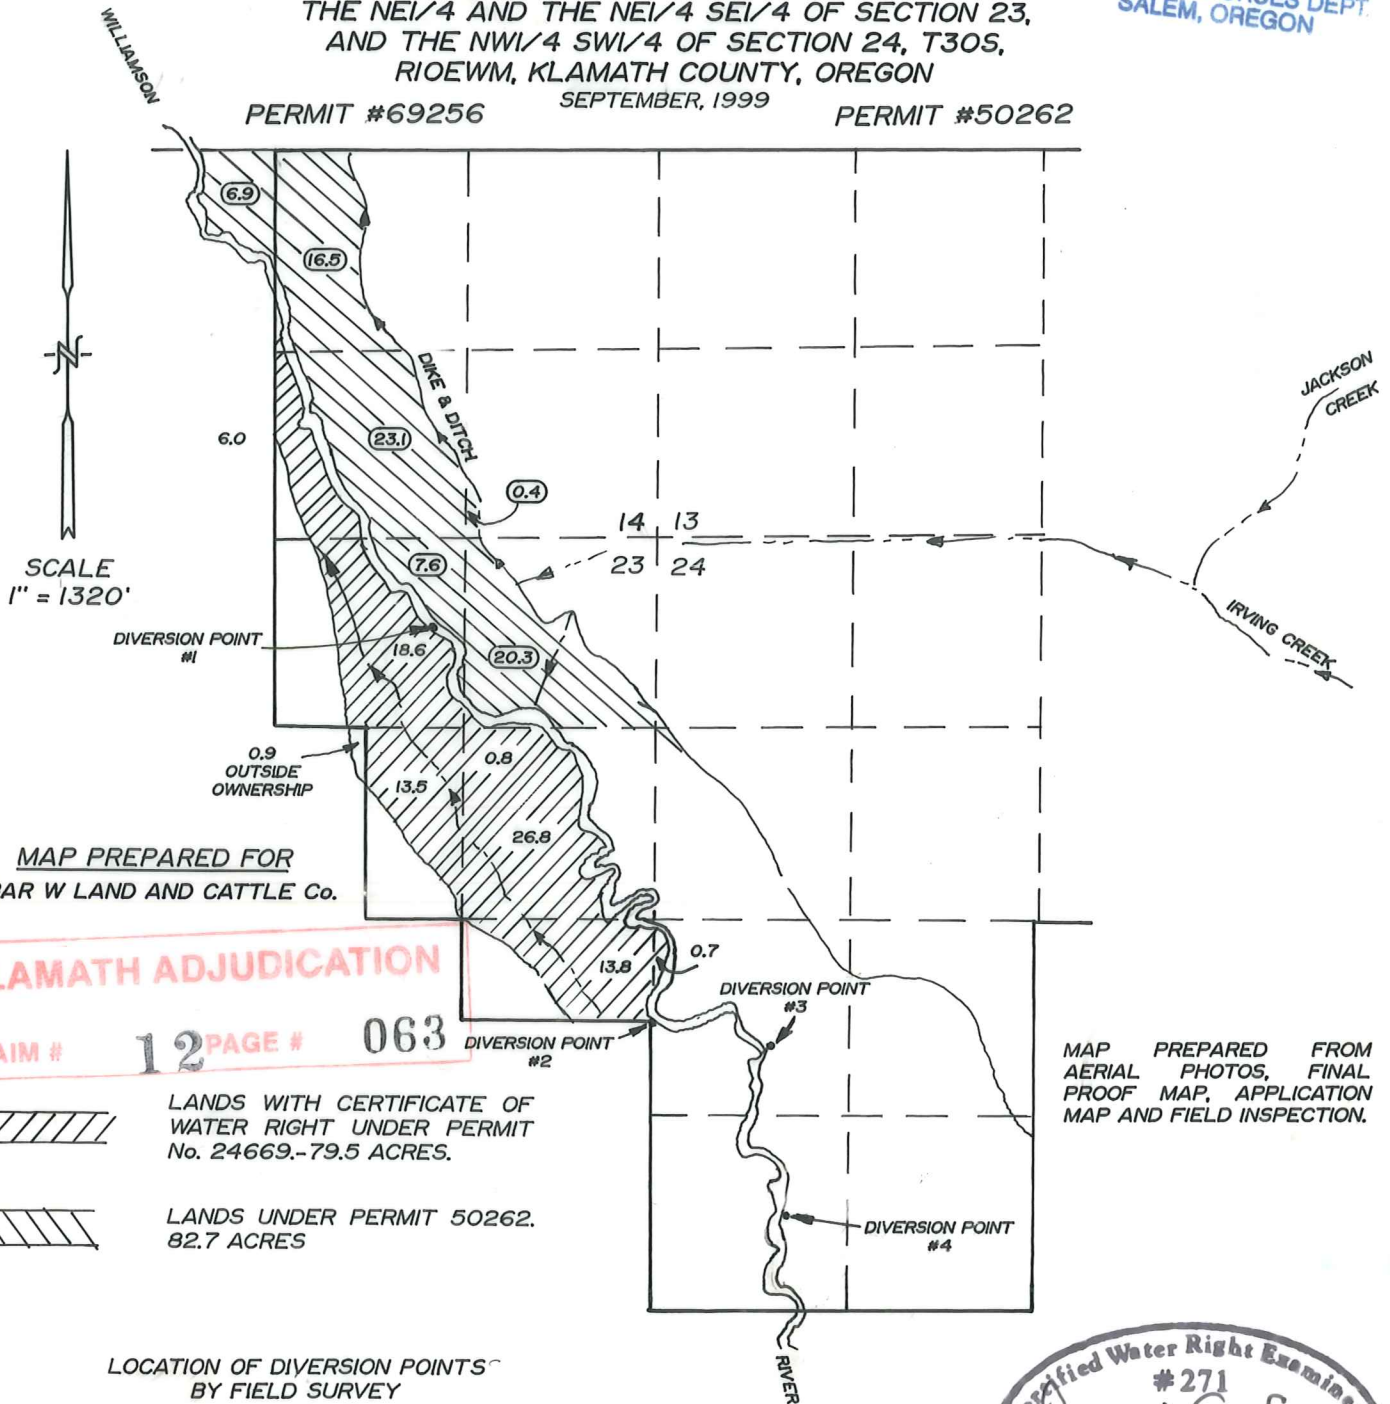 THE NE1/4 AND THE NE1/4 SE1/4 OF SECTION 23,
AND THE NW1/4 SW1/4 OF SECTION 24, T30S,
R10EWM, KLAMATH COUNTY, OREGON
SEPTEMBER, 1999
PERMIT #69256
PERMIT #50262
DEPT.
SALEM, OREGON
WILLIAMSON
6.9
16.5
DIKE & DITCH
6.0
23.1
0.4
14 13
23 24
7.6
JACKSON
CREEK
IRVING CREEK
N
SCALE
1" = 1320'
DIVERSION POINT
#1
18.6
20.3
0.9
OUTSIDE
OWNERSHIP
0.8
13.5
26.8
MAP PREPARED FOR
BAR W LAND AND CATTLE Co.
13.8
0.7
DIVERSION POINT
#3
DIVERSION POINT
#2
LAMATH ADJUDICATION
AIM # 12 PAGE # 063
MAP PREPARED FROM
AERIAL PHOTOS, FINAL
PROOF MAP, APPLICATION
MAP AND FIELD INSPECTION.
LANDS WITH CERTIFICATE OF
WATER RIGHT UNDER PERMIT
No. 24669.-79.5 ACRES.
LANDS UNDER PERMIT 50262.
82.7 ACRES
DIVERSION POINT
#4
RIVER
LOCATION OF DIVERSION POINTS
BY FIELD SURVEY
rtified Water Right Examin
#271